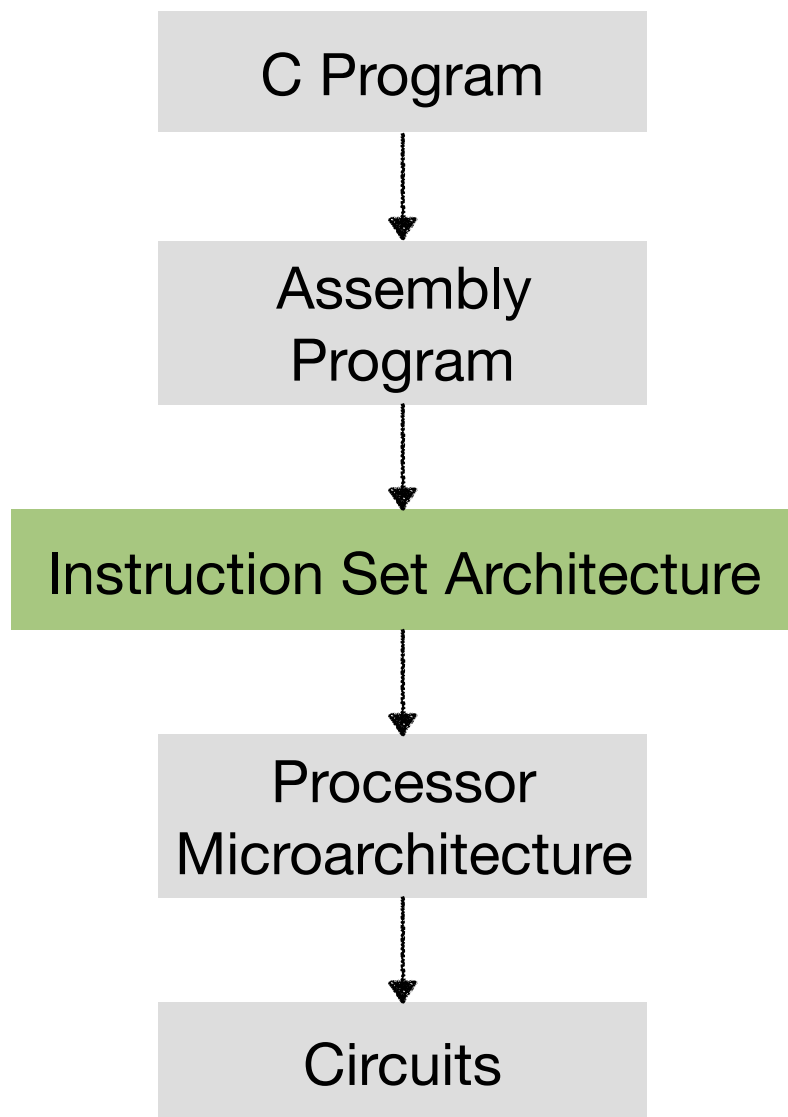 C Program
Assembly
Program
Instruction Set Architecture
Processor
Microarchitecture
Circuits